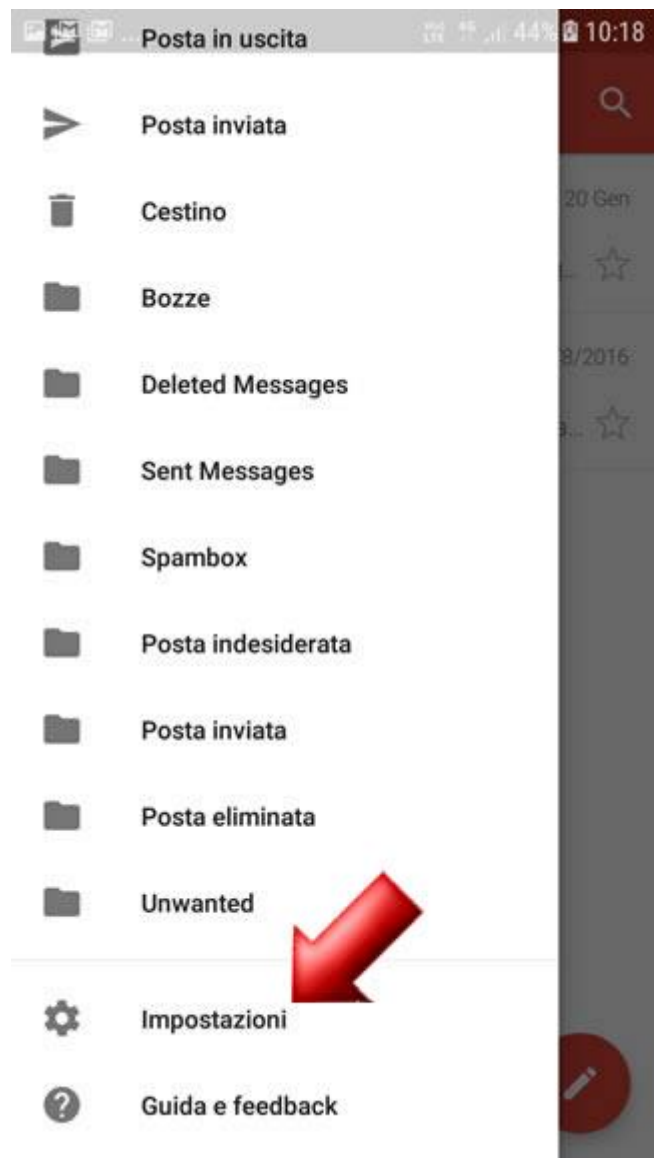 ... Posta in uscita 44% 10:18
Posta inviata
Cestino
20 Gen
Bozze
8/2016
Deleted Messages
Sent Messages
Spambox
Posta indesiderata
Posta inviata
Posta eliminata
Unwanted
Impostazioni
Guida e feedback